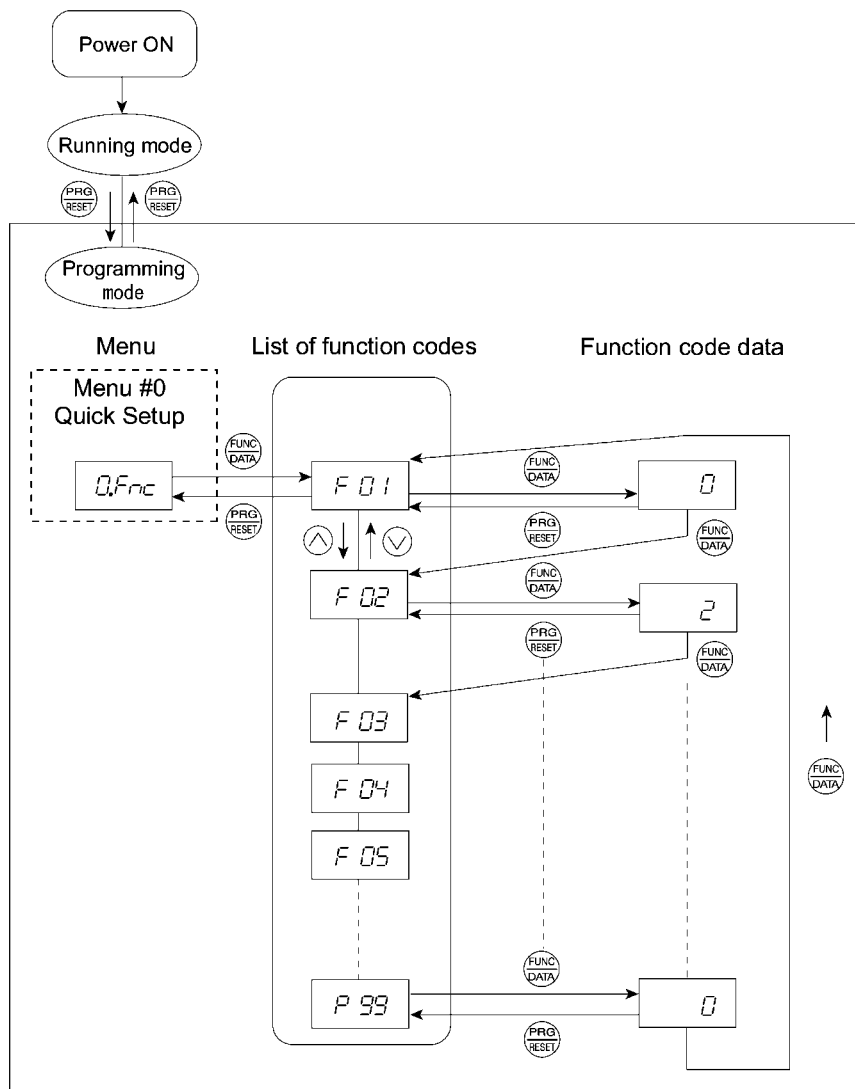 Power ON
Running mode
PRG
RESET
PRG
RESET
Programming
mode
Menu
List of function codes
Function code data
Menu #0
Quick Setup
FUNC
DATA
0.Fnc
F 01
FUNC
DATA
0
PRG
RESET
PRG
RESET
FUNC
DATA
F 02
FUNC
DATA
2
PRG
RESET
FUNC
DATA
F 03
FUNC
DATA
F 04
F 05
FUNC
DATA
P 99
0
PRG
RESET